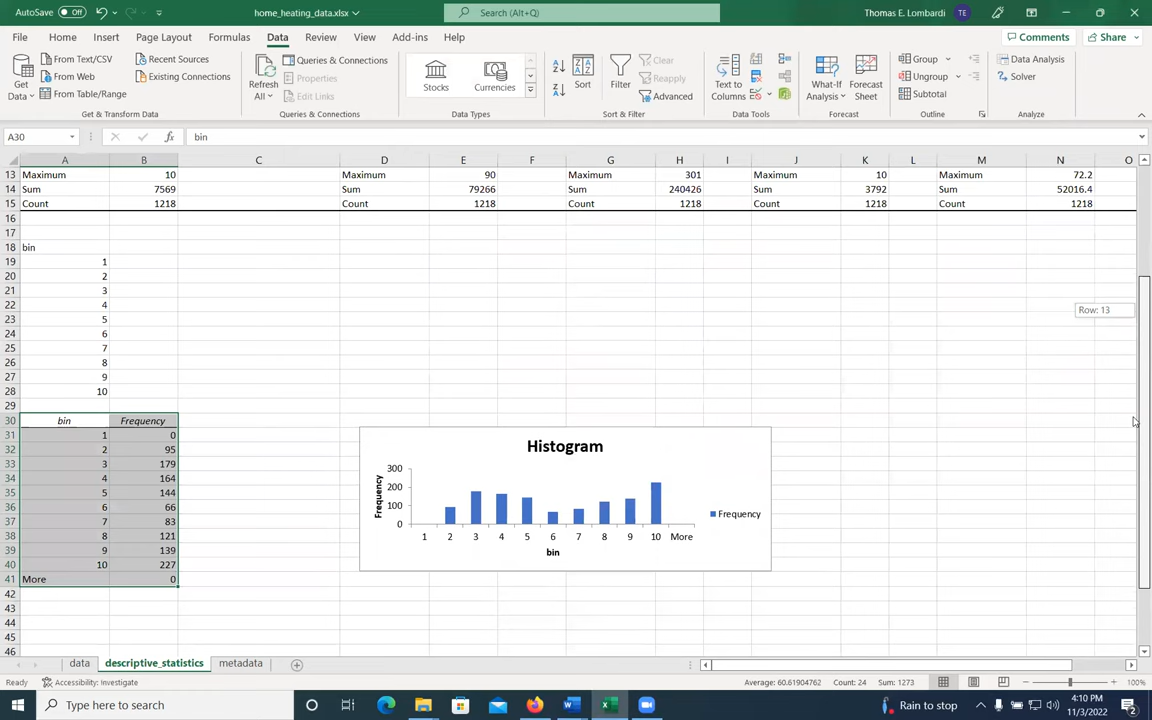 AutoSave Off home_heating_data.xlsx Search (Alt+Q) Thomas E. Lombardi TE
File Home Insert Page Layout Formulas Data Review View Add-ins Help Comments Share
Get Data From Text/CSV From Web From Table/Range Recent Sources Existing Connections
Refresh All Queries & Connections Properties Edit Links
Stocks Currencies
Sort Filter Clear Reapply Advanced
Text to Columns What-If Analysis Forecast Sheet
Group Ungroup Subtotal Data Analysis Solver
Get & Transform Data Queries & Connections Data Types Sort & Filter Data Tools Forecast Outline Analyze
A30 fx bin
A B C D E F G H I J K L M N O
13 Maximum 10 Maximum 90 Maximum 301 Maximum 10 Maximum 72.2
14 Sum 7569 Sum 79266 Sum 240426 Sum 3792 Sum 52016.4
15 Count 1218 Count 1218 Count 1218 Count 1218 Count 1218
16
17
18 bin
19 1
20 2
21 3
22 4
23 5
24 6
25 7
26 8
27 9
28 10
29
30 bin Frequency
31 1 0
32 2 95
33 3 179
34 4 164
35 5 144
36 6 66
37 7 83
38 8 121
39 9 139
40 10 227
41 More 0
42
43
44
45
46
Row: 13
Histogram
Frequency
300
200
100
0
1 2 3 4 5 6 7 8 9 10 More
bin
Frequency
data descriptive_statistics metadata
Ready Accessibility: Investigate Average: 60.61904762 Count: 24 Sum: 1273 100%
Type here to search Rain to stop 4:10 PM
11/3/2022 2